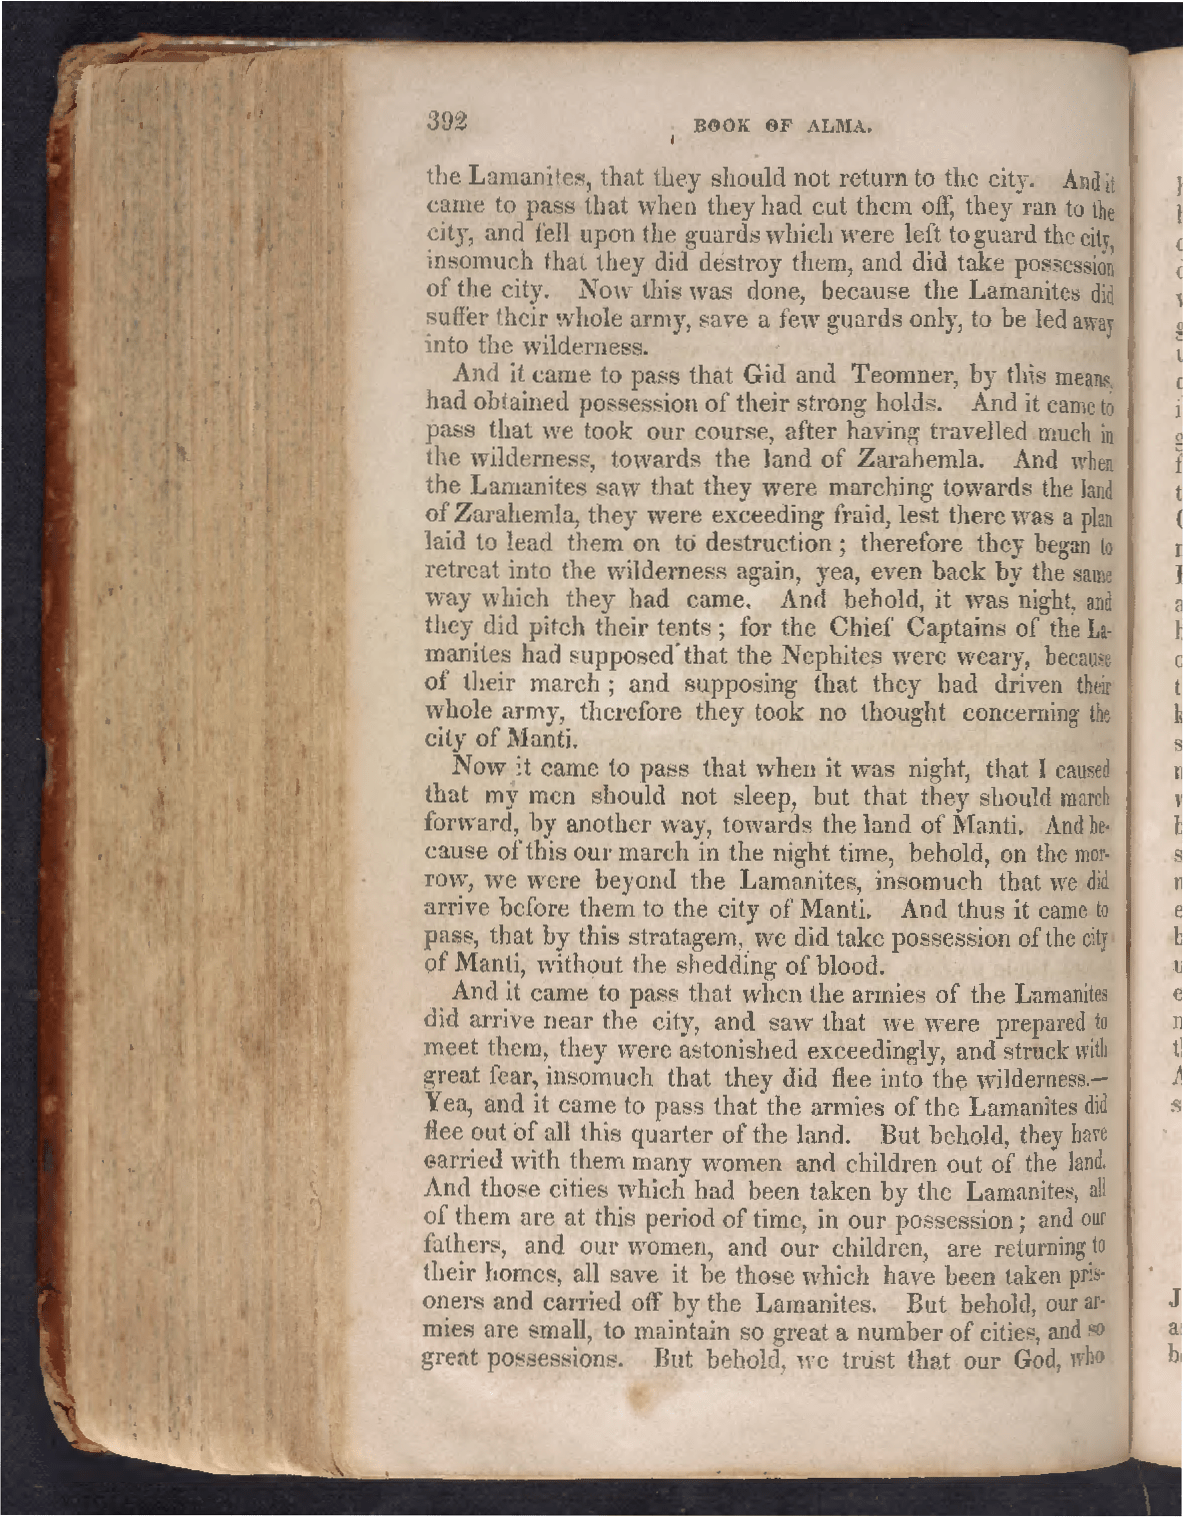 392
BOOK OF ALMA.
the Lamanites, that they should not return to the city. And it
came to pass that when they had cut them off, they ran to the
city, and fell upon the guards which were left to guard the city,
insomuch that they did destroy them, and did take possession
of the city. Now this was done, because the Lamanites did
suffer their whole army, save a few guards only, to be led away
into the wilderness.
And it came to pass that Gid and Teomner, by this means,
had obtained possession of their strong holds. And it came to
pass that we took our course, after having travelled much in
the wilderness, towards the land of Zarahemla. And when
the Lamanites saw that they were marching towards the land
of Zarahemla, they were exceeding fraid, lest there was a plan
laid to lead them on to destruction; therefore they began to
retreat into the wilderness again, yea, even back by the same
way which they had came. And behold, it was night, and
they did pitch their tents; for the Chief Captains of the La-
manites had supposed that the Nephites were weary, because
of their march; and supposing that they had driven their
whole army, therefore they took no thought concerning the
city of Manti.
Now it came to pass that when it was night, that I caused
that my men should not sleep, but that they should march
forward, by another way, towards the land of Manti. And be-
cause of this our march in the night time, behold, on the mor-
row, we were beyond the Lamanites, insomuch that we did
arrive before them to the city of Manti. And thus it came to
pass, that by this stratagem, we did take possession of the city
of Manti, without the shedding of blood.
And it came to pass that when the armies of the Lamanites
did arrive near the city, and saw that we were prepared to
meet them, they were astonished exceedingly, and struck with
great fear, insomuch that they did flee into the wilderness.—
Yea, and it came to pass that the armies of the Lamanites did
flee out of all this quarter of the land. But behold, they have
carried with them many women and children out of the land.
And those cities which had been taken by the Lamanites, all
of them are at this period of time, in our possession; and our
fathers, and our women, and our children, are returning to
their homes, all save it be those which have been taken pris-
oners and carried off by the Lamanites. But behold, our ar-
mies are small, to maintain so great a number of cities, and so
great possessions. But behold, we trust that our God, who